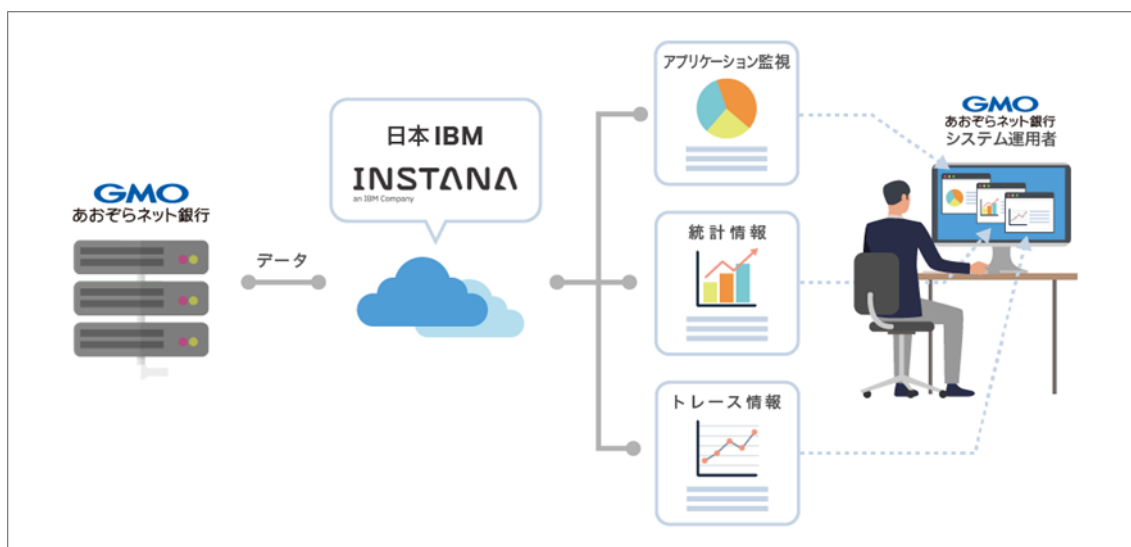 GMO
あおぞらネット銀行
データ
日本IBM
INSTANA
an IBM Company
アプリケーション監視
統計情報
トレース情報
GMO
あおぞらネット銀行
システム運用者